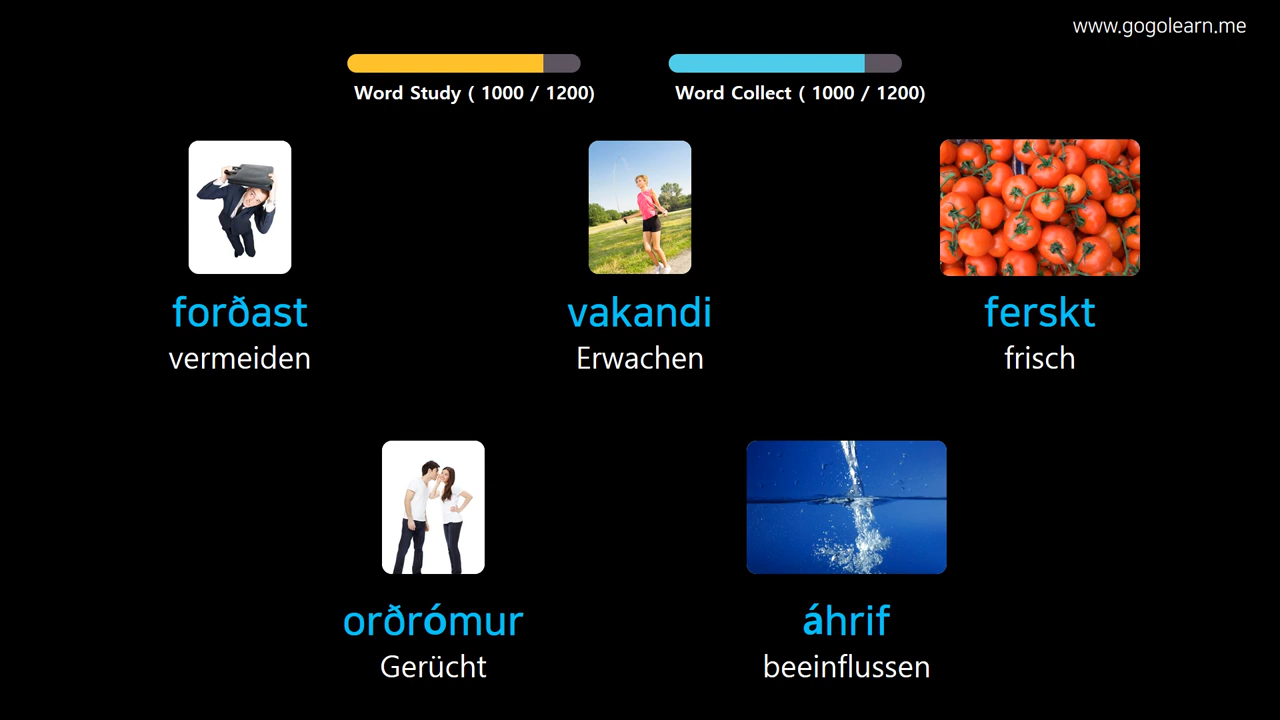 www.gogolearn.me
Word Study ( 1000 / 1200)
Word Collect ( 1000 / 1200)
forðast
vermeiden
vakandi
Erwachen
ferskt
frisch
orðrómur
Gerücht
áhrif
beeinflussen